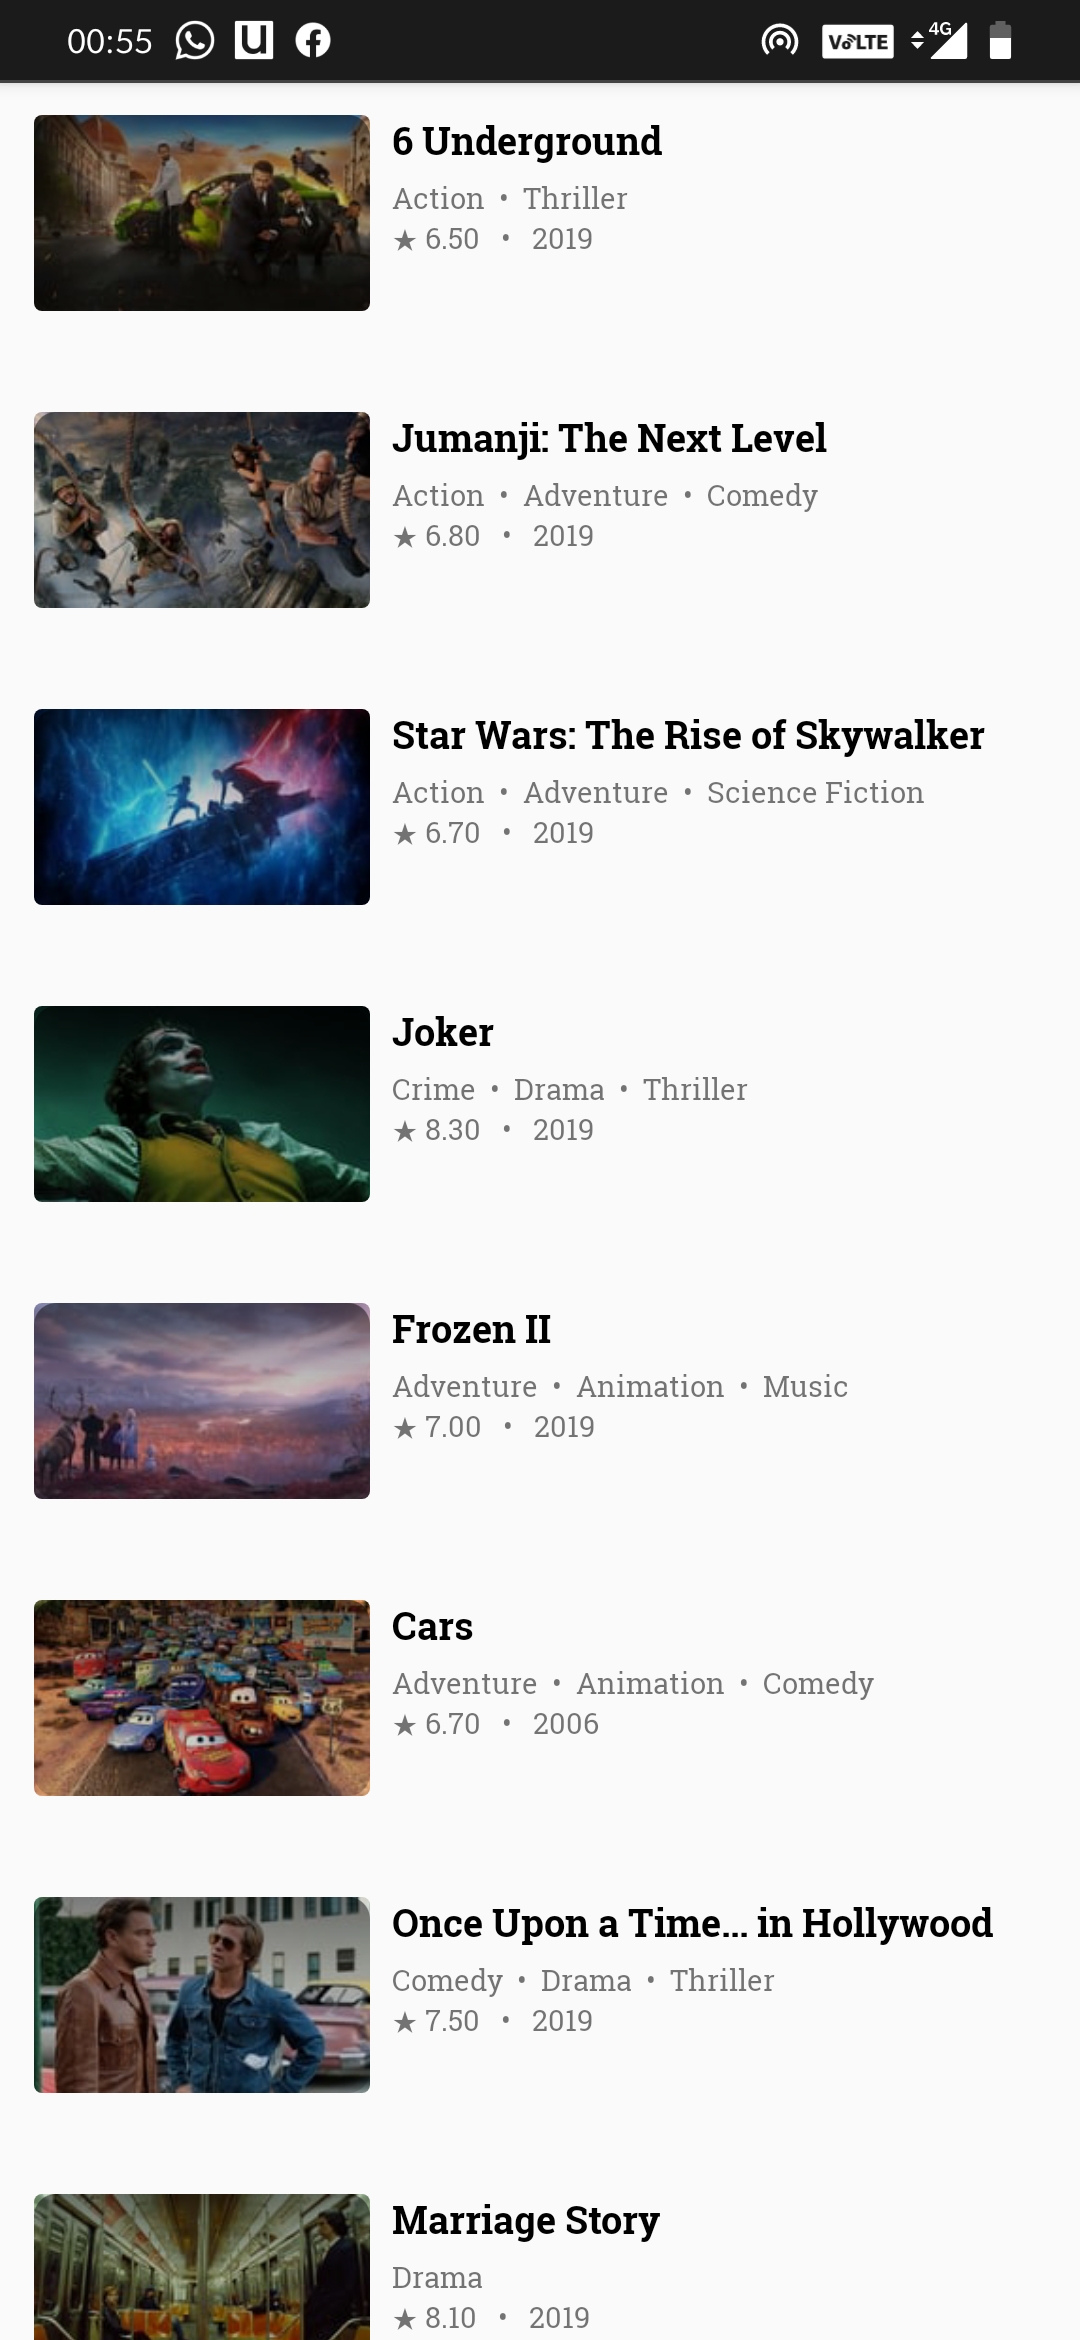 00:55 VoLTE 4G
6 Underground
Action • Thriller
★ 6.50 • 2019
Jumanji: The Next Level
Action • Adventure • Comedy
★ 6.80 • 2019
Star Wars: The Rise of Skywalker
Action • Adventure • Science Fiction
★ 6.70 • 2019
Joker
Crime • Drama • Thriller
★ 8.30 • 2019
Frozen II
Adventure • Animation • Music
★ 7.00 • 2019
Cars
Adventure • Animation • Comedy
★ 6.70 • 2006
Once Upon a Time... in Hollywood
Comedy • Drama • Thriller
★ 7.50 • 2019
Marriage Story
Drama
★ 8.10 • 2019